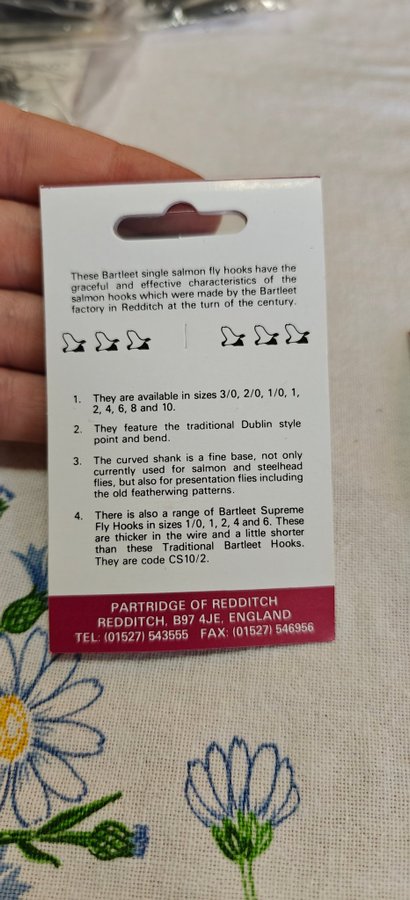 These Bartleet single salmon fly hooks have the
graceful and effective characteristics of the
salmon hooks which were made by the Bartleet
factory in Redditch at the turn of the century.
1. They are available in sizes 3/0, 2/0, 1/0, 1,
2, 4, 6, 8 and 10.
2. They feature the traditional Dublin style
point and bend.
3. The curved shank is a fine base, not only
currently used for salmon and steelhead
flies, but also for presentation flies including
the old featherwing patterns.
4. There is also a range of Bartleet Supreme
Fly Hooks in sizes 1/0, 1, 2, 4 and 6. These
are thicker in the wire and a little shorter
than these Traditional Bartleet Hooks.
They are code CS10/2.
PARTRIDGE OF REDDITCH
REDDITCH, B97 4JE, ENGLAND
TEL: (01527) 543555 FAX: (01527) 546956